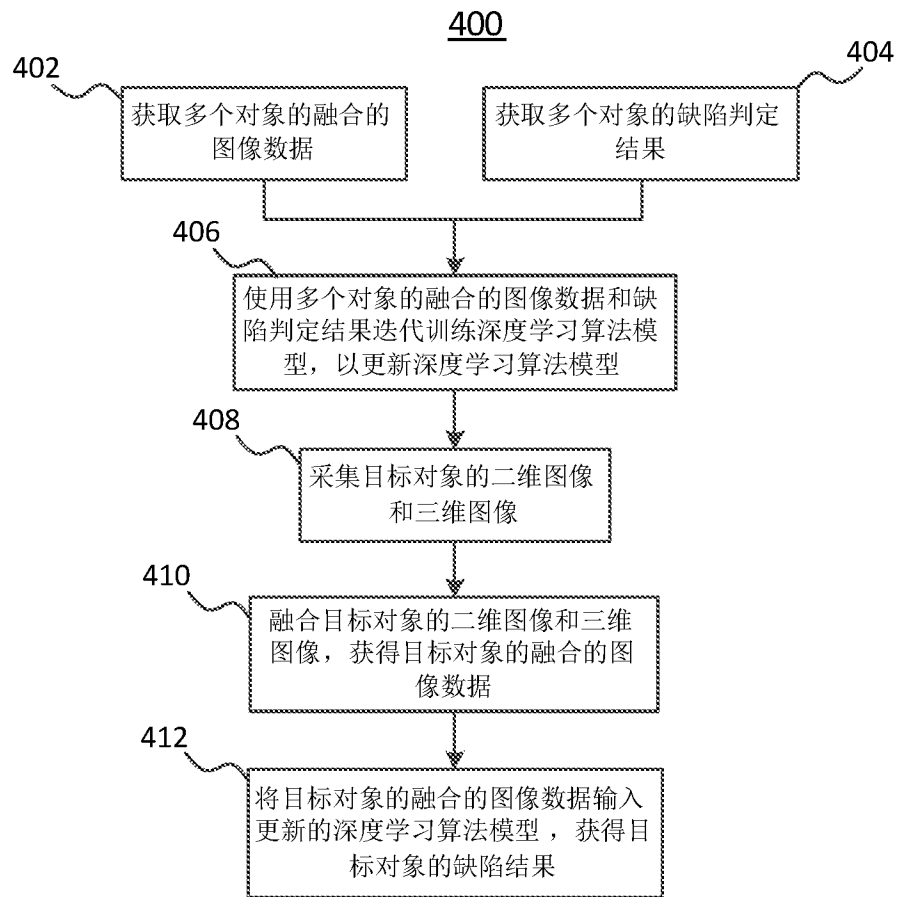 400
402
404
获取多个对象的融合的
图像数据
获取多个对象的缺陷判定
结果
406
使用多个对象的融合的图像数据和缺
陷判定结果迭代训练深度学习算法模
型，以更新深度学习算法模型
408
采集目标对象的二维图像
和三维图像
410
融合目标对象的二维图像和三维
图像，获得目标对象的融合的图
像数据
412
将目标对象的融合的图像数据输入
更新的深度学习算法模型，获得目
标对象的缺陷结果